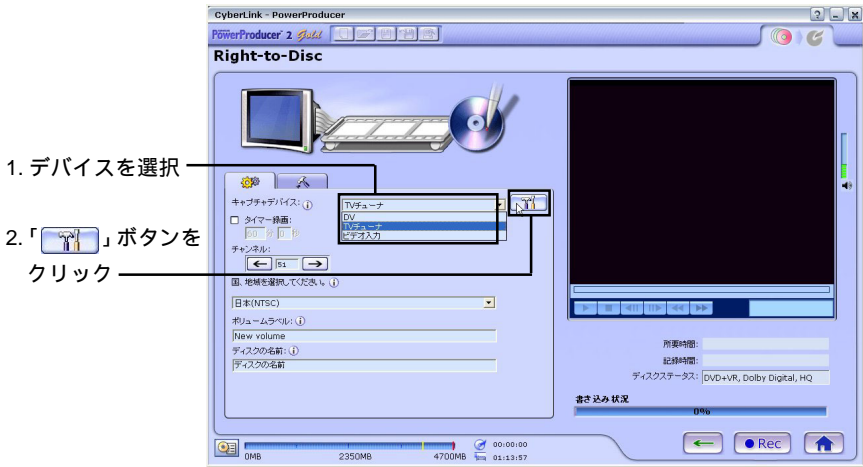 CyberLink - PowerProducer
PowerProducer 2 Gold
Right-to-Disc
1. デバイスを選択
キャプチャデバイス:
TVチューナ
DV
TVチューナ
ビデオ入力
タイマー録画:
60 分 0 秒
2.「 」ボタンを
クリック
チャンネル:
51
国、地域を選択してください。
日本(NTSC)
ボリュームラベル:
New volume
ディスクの名前:
ディスクの名前
所要時間:
記録時間:
ディスクステータス: DVD+VR, Dolby Digital, HQ
書き込み状況
0%
0MB 2350MB 4700MB
00:00:00
01:13:57
Rec